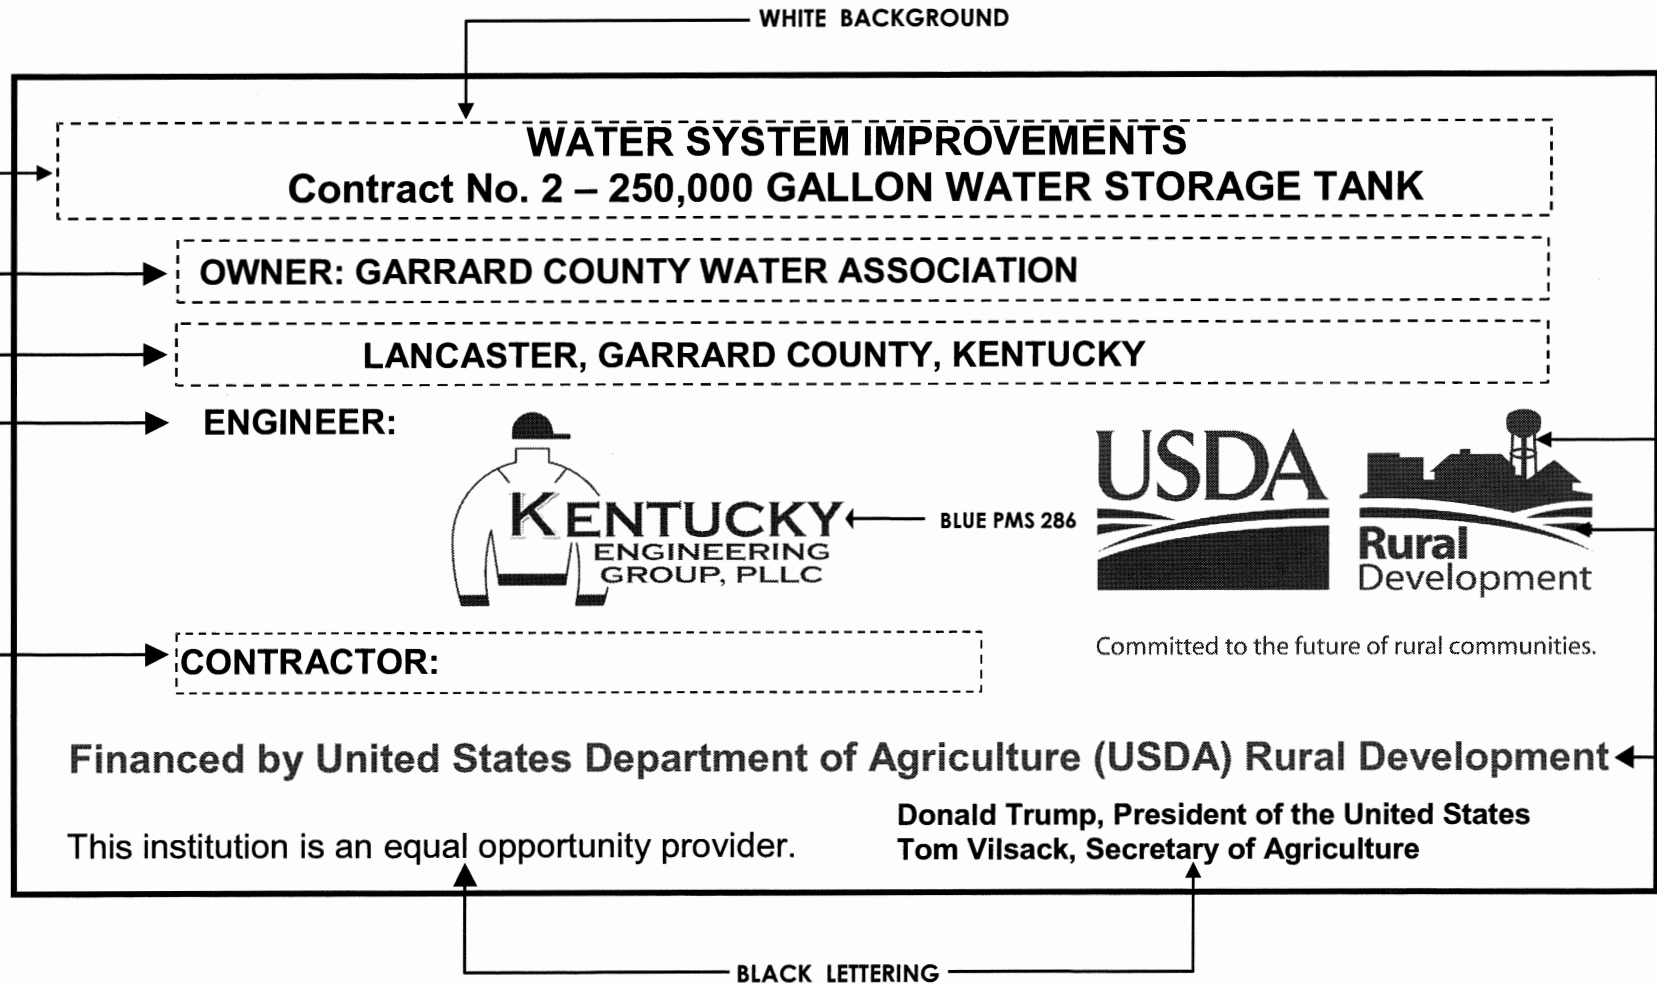 WHITE BACKGROUND
WATER SYSTEM IMPROVEMENTS
Contract No. 2 – 250,000 GALLON WATER STORAGE TANK
OWNER: GARRARD COUNTY WATER ASSOCIATION
LANCASTER, GARRARD COUNTY, KENTUCKY
ENGINEER:
KENTUCKY
ENGINEERING
GROUP, PLLC
BLUE PMS 286
USDA
Rural
Development
Committed to the future of rural communities.
CONTRACTOR:
Financed by United States Department of Agriculture (USDA) Rural Development
This institution is an equal opportunity provider.
Donald Trump, President of the United States
Tom Vilsack, Secretary of Agriculture
BLACK LETTERING